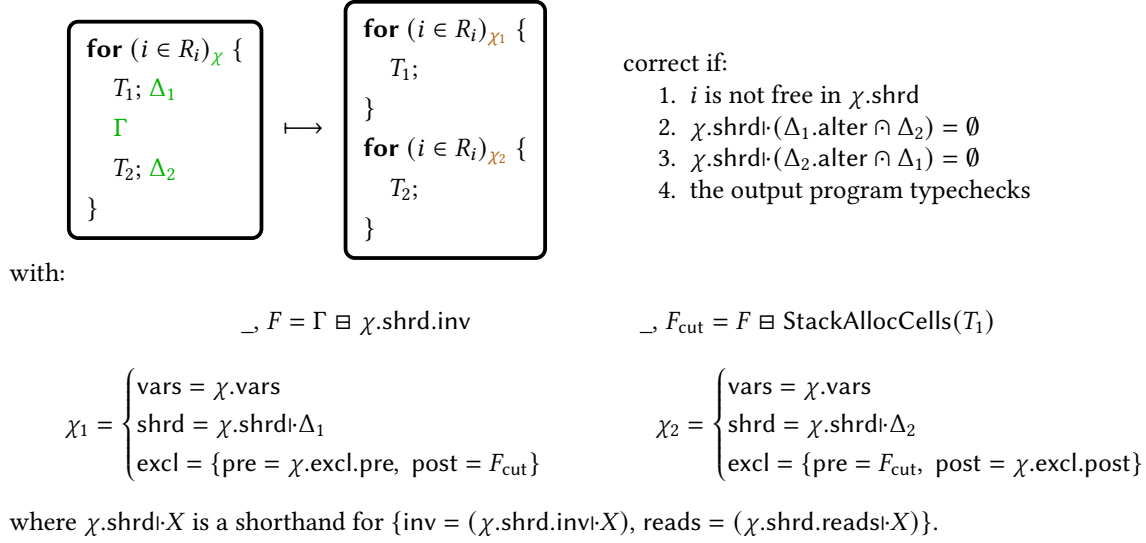 for (i ∈ R_i)_χ {
T_1; Δ_1
Γ
T_2; Δ_2
}
⟼
for (i ∈ R_i)_{χ_1} {
T_1;
}
for (i ∈ R_i)_{χ_2} {
T_2;
}
correct if:
1. i is not free in χ.shrd
2. χ.shrd⫞·(Δ_1.alter ⩀ Δ_2) = ∅
3. χ.shrd⫞·(Δ_2.alter ⩀ Δ_1) = ∅
4. the output program typechecks
with:
_, F = Γ ⊟ χ.shrd.inv
_, F_cut = F ⊟ StackAllocCells(T_1)
χ_1 = { vars = χ.vars
shrd = χ.shrd⫞·Δ_1
excl = {pre = χ.excl.pre, post = F_cut}
χ_2 = { vars = χ.vars
shrd = χ.shrd⫞·Δ_2
excl = {pre = F_cut, post = χ.excl.post}
where χ.shrd⫞·X is a shorthand for {inv = (χ.shrd.inv⫞·X), reads = (χ.shrd.reads⫞·X)}.